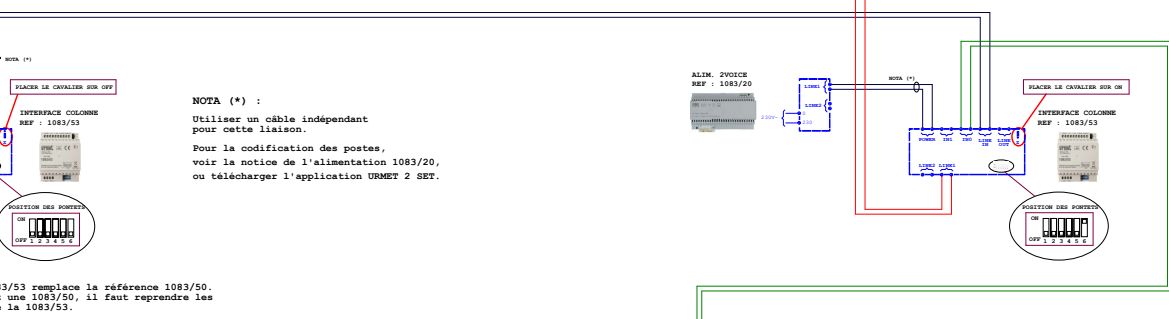 NOTA (*)
PLACER LE CAVALIER SUR OFF
INTERFACE COLONNE
REF : 1083/53
POSITION DES PONTETS
ON
OFF 1 2 3 4 5 6
83/53 remplace la référence 1083/50.
une 1083/50, il faut reprendre les
la 1083/53.
NOTA (*) :
Utiliser un câble indépendant
pour cette liaison.
Pour la codification des postes,
voir la notice de l'alimentation 1083/20,
ou télécharger l'application URMET 2 SET.
ALIM. 2VOICE
REF : 1083/20
LINK1
LINE2
230V~
0
230
NOTA (*)
PLACER LE CAVALIER SUR ON
INTERFACE COLONNE
REF : 1083/53
POWER IN1 IN0 LINE IN LINE OUT
LINE2 LINE1
POSITION DES PONTETS
ON
OFF 1 2 3 4 5 6